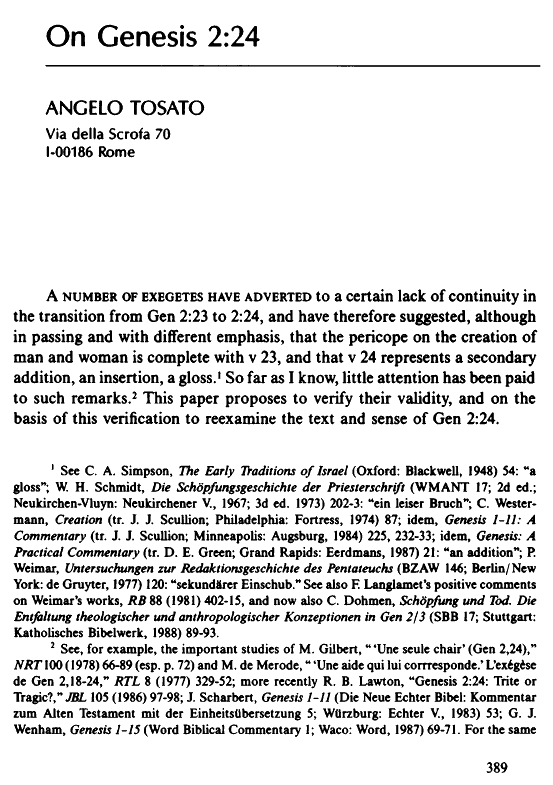 On Genesis 2:24
ANGELO TOSATO
Via della Scrofa 70
I-00186 Rome
A NUMBER OF EXEGETES HAVE ADVERTED to a certain lack of continuity in
the transition from Gen 2:23 to 2:24, and have therefore suggested, although
in passing and with different emphasis, that the pericope on the creation of
man and woman is complete with v 23, and that v 24 represents a secondary
addition, an insertion, a gloss.¹ So far as I know, little attention has been paid
to such remarks.² This paper proposes to verify their validity, and on the
basis of this verification to reexamine the text and sense of Gen 2:24.
¹ See C. A. Simpson, The Early Traditions of Israel (Oxford: Blackwell, 1948) 54: “a
gloss”; W. H. Schmidt, Die Schöpfungsgeschichte der Priesterschrift (WMANT 17; 2d ed.;
Neukirchen-Vluyn: Neukirchener V., 1967; 3d ed. 1973) 202-3: “ein leiser Bruch”; C. Wester-
mann, Creation (tr. J. J. Scullion; Philadelphia: Fortress, 1974) 87; idem, Genesis 1-11: A
Commentary (tr. J. J. Scullion; Minneapolis: Augsburg, 1984) 225, 232-33; idem, Genesis: A
Practical Commentary (tr. D. E. Green; Grand Rapids: Eerdmans, 1987) 21: “an addition”; P.
Weimar, Untersuchungen zur Redaktionsgeschichte des Pentateuchs (BZAW 146; Berlin/New
York: de Gruyter, 1977) 120: “sekundärer Einschub.” See also F. Langlamet's positive comments
on Weimar's works, RB 88 (1981) 402-15, and now also C. Dohmen, Schöpfung und Tod. Die
Entfaltung theologischer und anthropologischer Konzeptionen in Gen 2/3 (SBB 17; Stuttgart:
Katholisches Bibelwerk, 1988) 89-93.
² See, for example, the important studies of M. Gilbert, “ ‘Une seule chair’ (Gen 2,24),”
NRT 100 (1978) 66-89 (esp. p. 72) and M. de Merode, “ ‘Une aide qui lui corrresponde.’ L'exégèse
de Gen 2,18-24,” RTL 8 (1977) 329-52; more recently R. B. Lawton, “Genesis 2:24: Trite or
Tragic?,” JBL 105 (1986) 97-98; J. Scharbert, Genesis 1-11 (Die Neue Echter Bibel: Kommentar
zum Alten Testament mit der Einheitsübersetzung 5; Würzburg: Echter V., 1983) 53; G. J.
Wenham, Genesis 1-15 (Word Biblical Commentary 1; Waco: Word, 1987) 69-71. For the same
389